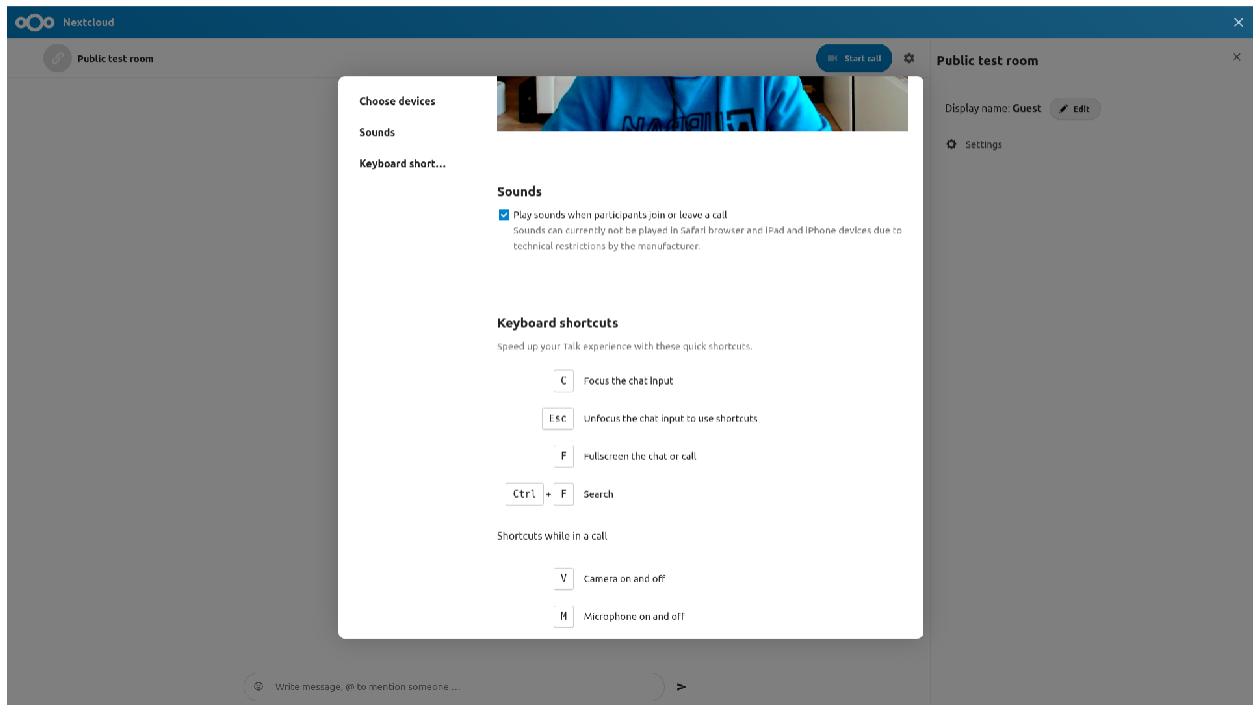 Nextcloud
Public test room
Start call
Public test room
Display name: Guest
Edit
Settings
Choose devices
Sounds
Keyboard short…
Sounds
Play sounds when participants join or leave a call
Sounds can currently not be played in Safari browser and iPad and iPhone devices due to
technical restrictions by the manufacturer.
Keyboard shortcuts
Speed up your Talk experience with these quick shortcuts.
C Focus the chat input
Esc Unfocus the chat input to use shortcuts
F Fullscreen the chat or call
Ctrl + F Search
Shortcuts while in a call
V Camera on and off
M Microphone on and off
Write message, @ to mention someone …